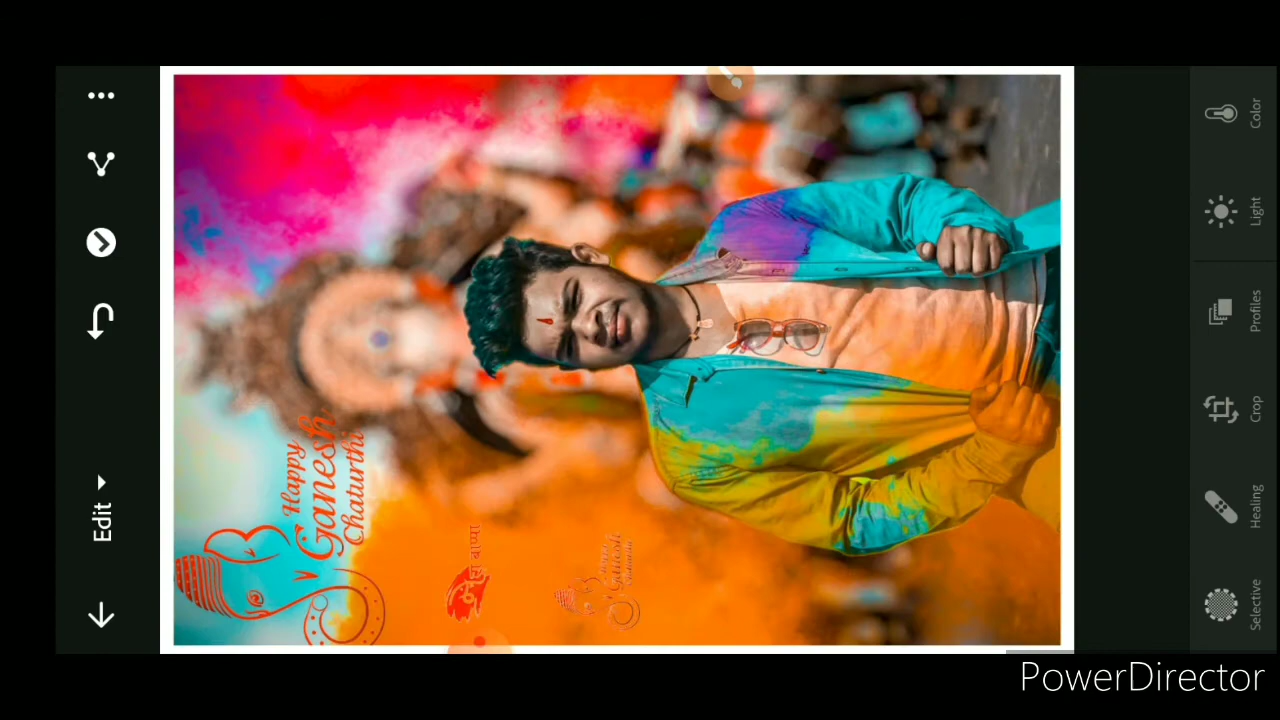 Edit
Happy
Ganesh
Chaturthi
बाप्पा
Selective
Healing
Crop
Profiles
Light
Color
PowerDirector